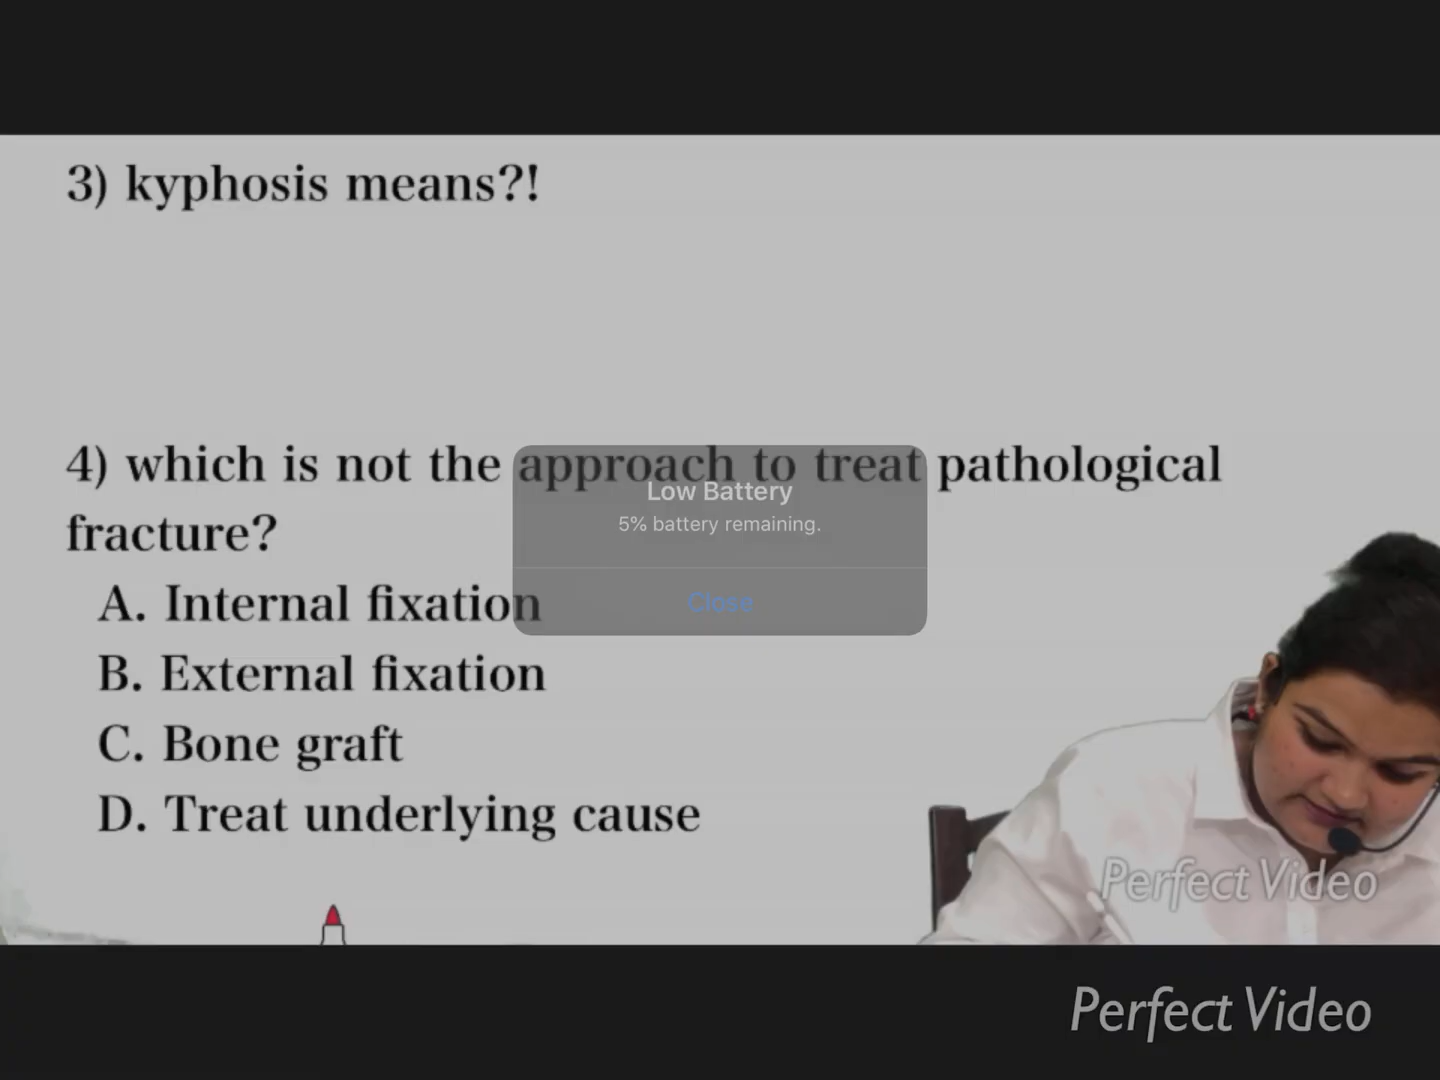 3) kyphosis means?!
4) which is not the approach to treat pathological
fracture?
Low Battery
5% battery remaining.
Close
A. Internal fixation
B. External fixation
C. Bone graft
D. Treat underlying cause
Perfect Video
Perfect Video